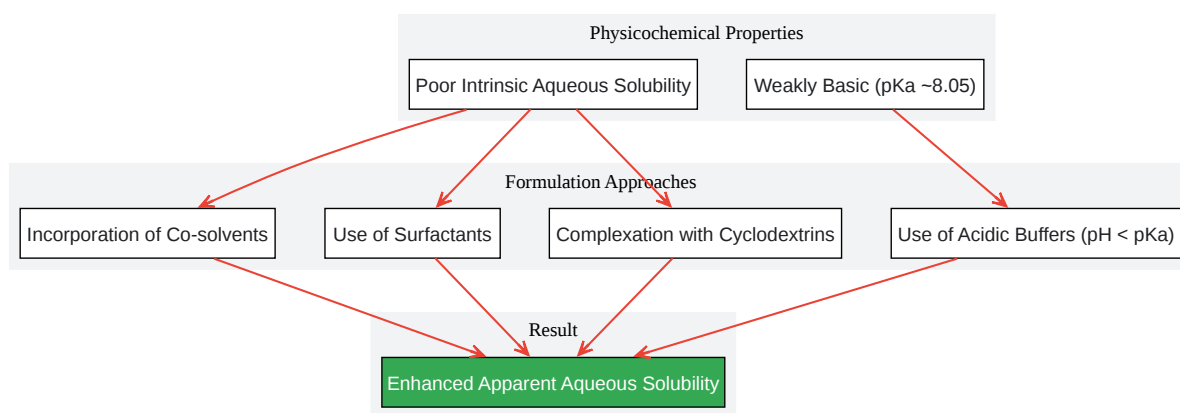 Physicochemical Properties
Poor Intrinsic Aqueous Solubility
Weakly Basic (pKa ~8.05)
Formulation Approaches
Incorporation of Co-solvents
Use of Surfactants
Complexation with Cyclodextrins
Use of Acidic Buffers (pH < pKa)
Result
Enhanced Apparent Aqueous Solubility